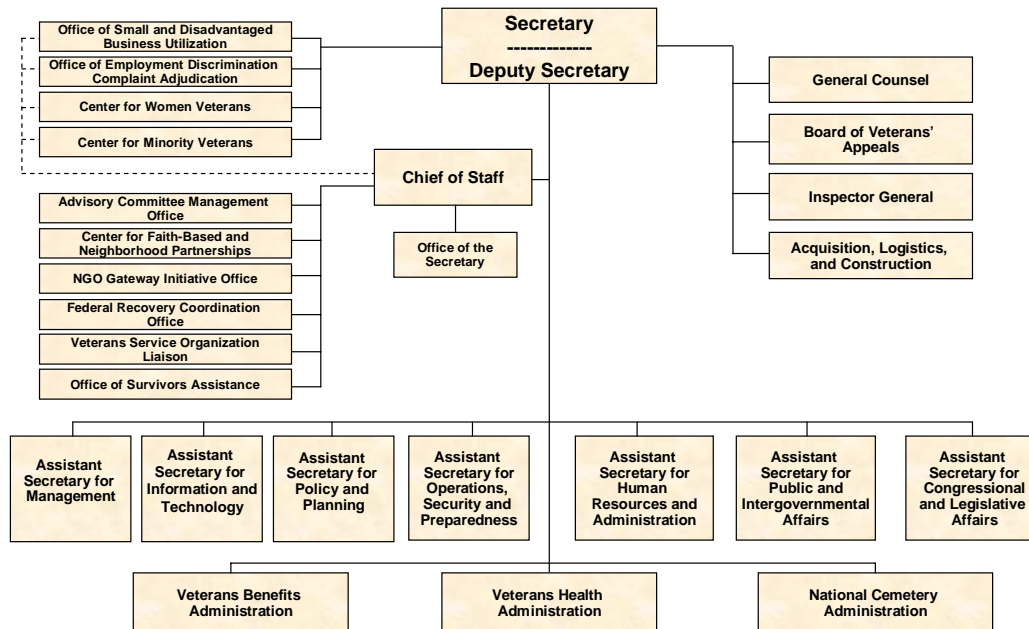 Secretary
-------------
Deputy Secretary
Office of Small and Disadvantaged
Business Utilization
Office of Employment Discrimination
Complaint Adjudication
Center for Women Veterans
Center for Minority Veterans
General Counsel
Board of Veterans’
Appeals
Inspector General
Acquisition, Logistics,
and Construction
Chief of Staff
Office of the
Secretary
Advisory Committee Management
Office
Center for Faith-Based and
Neighborhood Partnerships
NGO Gateway Initiative Office
Federal Recovery Coordination
Office
Veterans Service Organization
Liaison
Office of Survivors Assistance
Assistant
Secretary for
Management
Assistant
Secretary for
Information and
Technology
Assistant
Secretary for
Policy and
Planning
Assistant
Secretary for
Operations,
Security and
Preparedness
Assistant
Secretary for
Human
Resources and
Administration
Assistant
Secretary for
Public and
Intergovernmental
Affairs
Assistant
Secretary for
Congressional
and Legislative
Affairs
Veterans Benefits
Administration
Veterans Health
Administration
National Cemetery
Administration